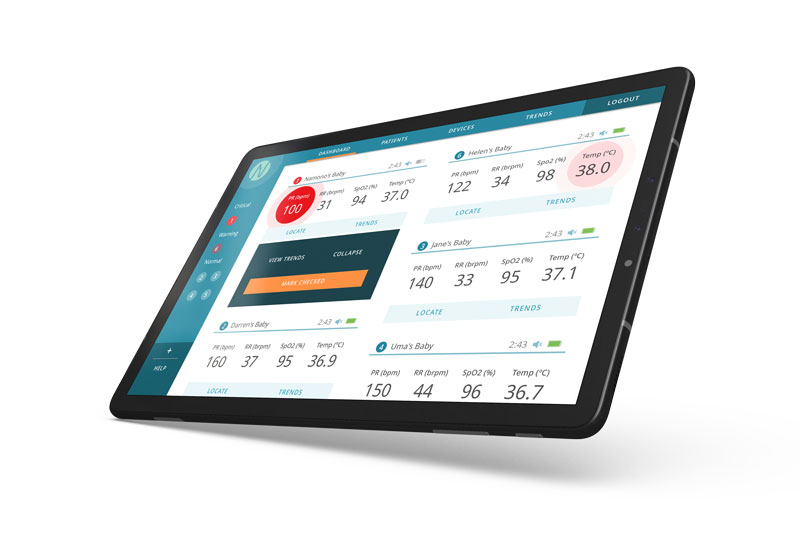 DASHBOARD PATIENTS DEVICES TRENDS LOGOUT
N
Critical
1
Warning
6
Normal
2 3
4 5
+
HELP
1 Namono's Baby 2:43
PR (bpm) RR (brpm) SpO2 (%) Temp (°C)
100 31 94 37.0
LOCATE TRENDS
VIEW TRENDS COLLAPSE
MARK CHECKED
2 Darren's Baby 2:43
PR (bpm) RR (brpm) SpO2 (%) Temp (°C)
160 37 95 36.9
LOCATE TRENDS
6 Helen's Baby 2:43
PR (bpm) RR (brpm) Spo2 (%) Temp (°C)
122 34 98 38.0
LOCATE TRENDS
3 Jane's Baby 2:43
PR (bpm) RR (brpm) SpO2 (%) Temp (°C)
140 33 95 37.1
LOCATE TRENDS
4 Uma's Baby 2:43
PR (bpm) RR (brpm) SpO2 (%) Temp (°C)
150 44 96 36.7